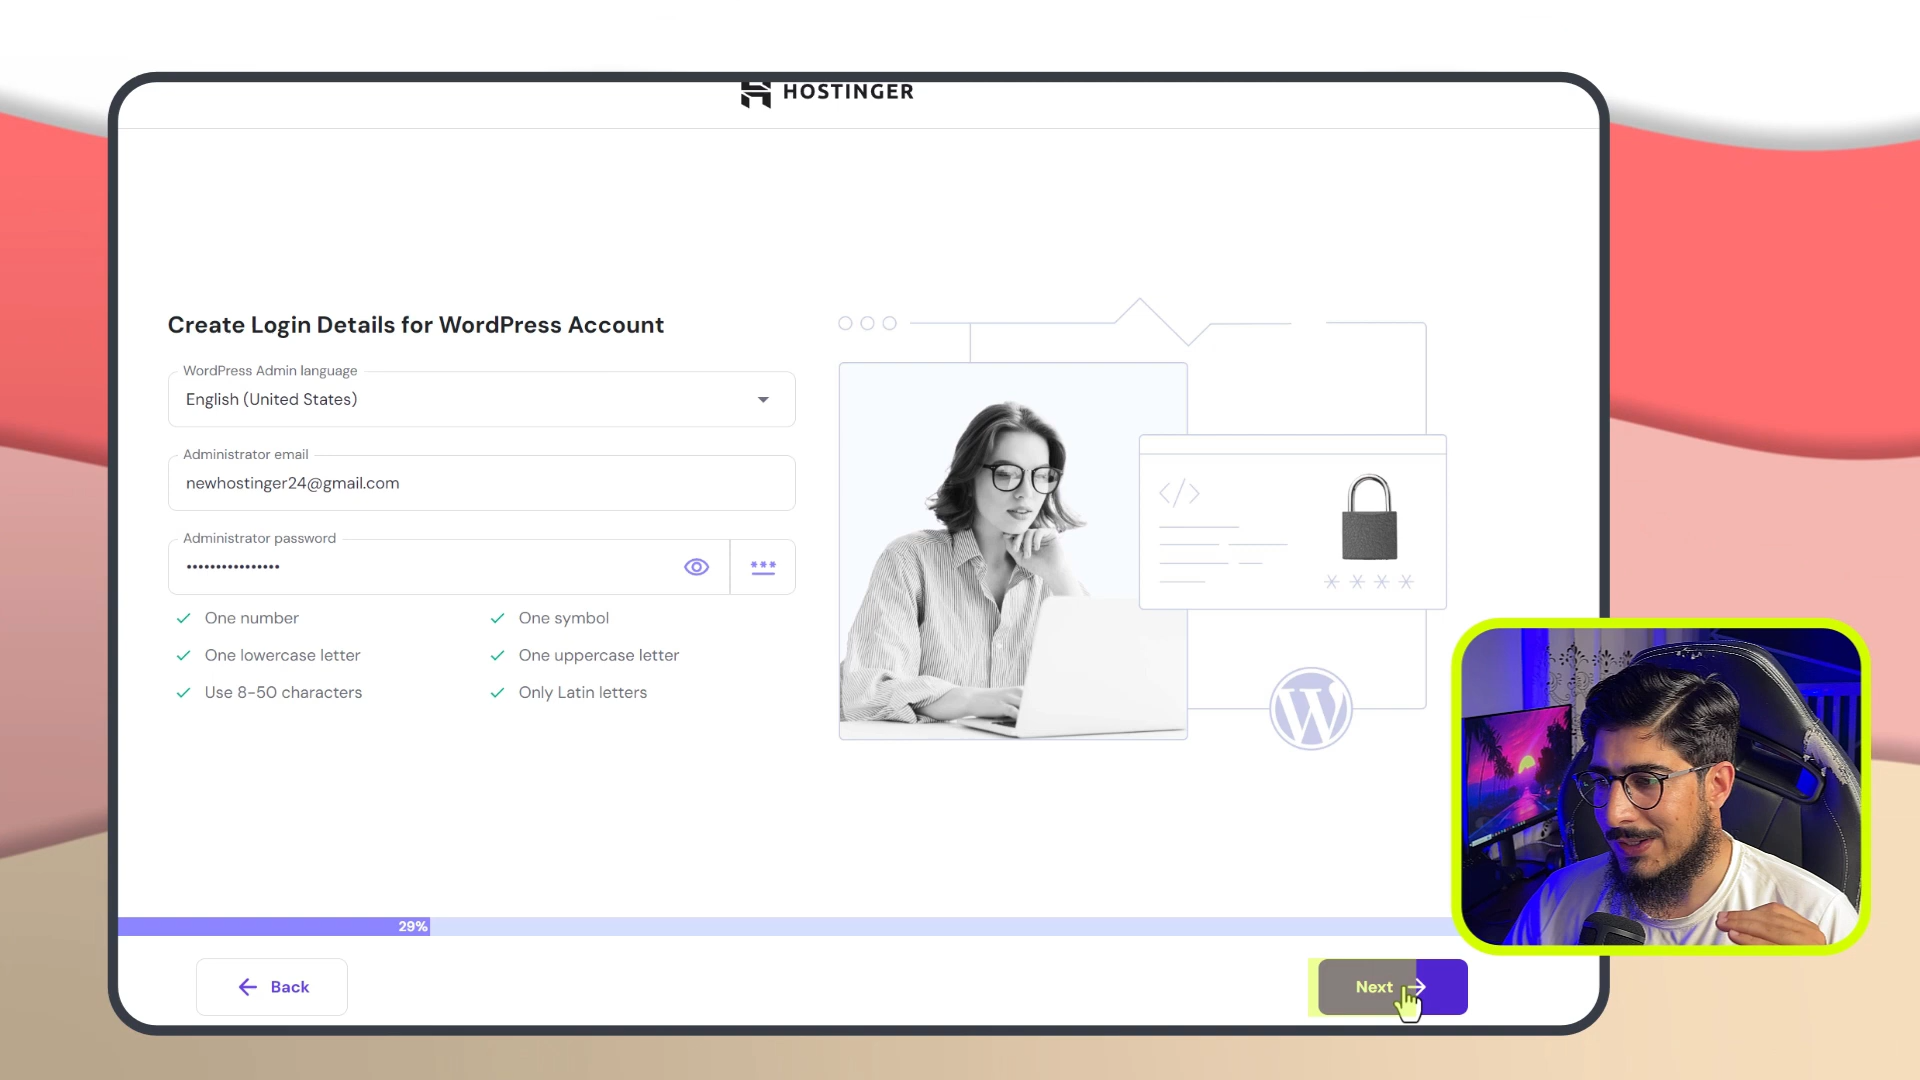 HOSTINGER
Create Login Details for WordPress Account
WordPress Admin language
English (United States)
Administrator email
newhostinger24@gmail.com
Administrator password
••••••••••••••••
***
One number
One symbol
One lowercase letter
One uppercase letter
Use 8-50 characters
Only Latin letters
</>
* * * *
W
29%
Back
Next